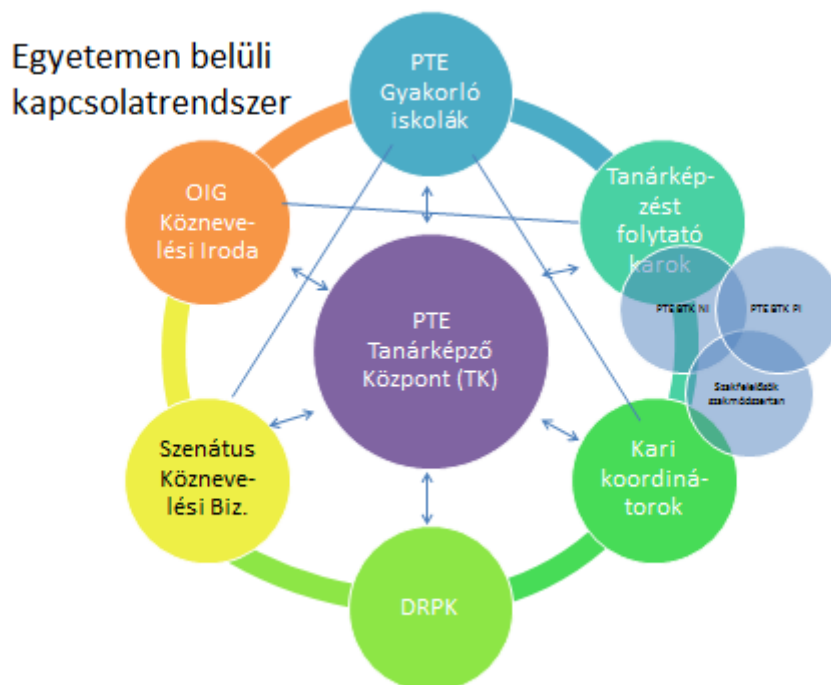 Egyetemen belüli
kapcsolatrendszer
PTE
Gyakorló
iskolák
OIG
Közneve-
lési Iroda
Tanárkép-
zést
folytató
karok
PTE BTK NI
PTE BTK PI
Szakfelelősök
szakmódszertan
PTE
Tanárképző
Központ (TK)
Szenátus
Közneve-
lési Biz.
Kari
koordiná-
torok
DRPK